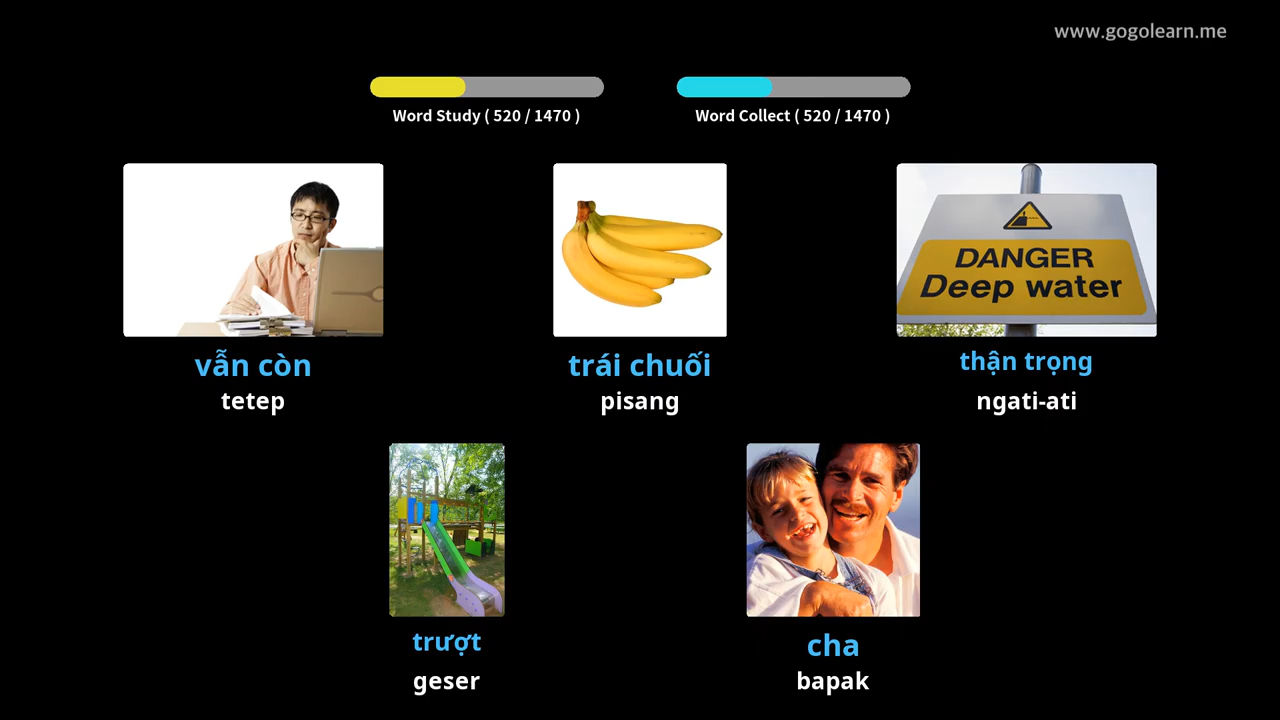 www.gogolearn.me
Word Study ( 520 / 1470 )
Word Collect ( 520 / 1470 )
DANGER
Deep water
vẫn còn
tetep
trái chuối
pisang
thận trọng
ngati-ati
trượt
geser
cha
bapak